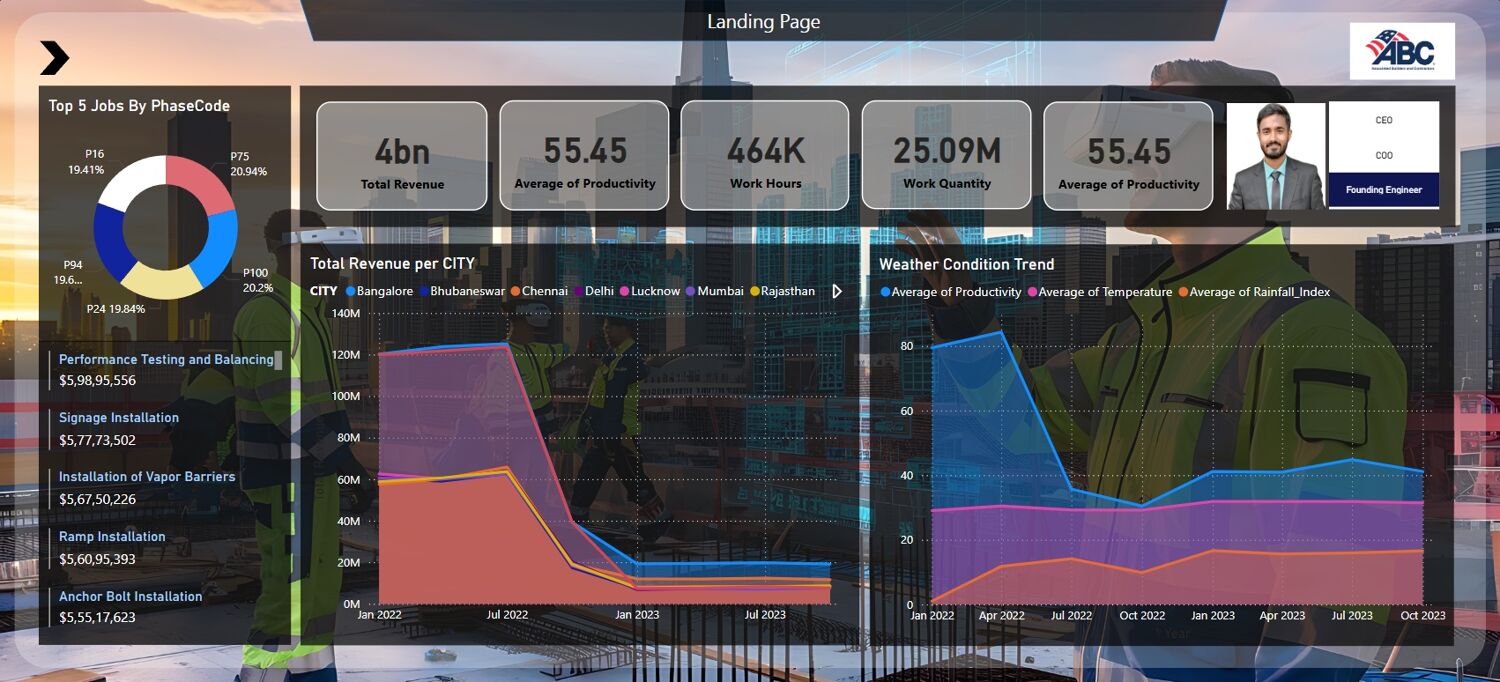 Landing Page
ABC
Associated Builders and Contractors
Top 5 Jobs By PhaseCode
P16
19.41%
P75
20.94%
P94
19.6...
P100
20.2%
P24 19.84%
Performance Testing and Balancing
$5,98,95,556
Signage Installation
$5,77,73,502
Installation of Vapor Barriers
$5,67,50,226
Ramp Installation
$5,60,95,393
Anchor Bolt Installation
$5,55,17,623
4bn
Total Revenue
55.45
Average of Productivity
464K
Work Hours
25.09M
Work Quantity
55.45
Average of Productivity
CEO
COO
Founding Engineer
Total Revenue per CITY
CITY Bangalore Bhubaneswar Chennai Delhi Lucknow Mumbai Rajasthan
140M
120M
100M
80M
60M
40M
20M
0M
Jan 2022 Jul 2022 Jan 2023 Jul 2023
Weather Condition Trend
Average of Productivity Average of Temperature Average of Rainfall_Index
80
60
40
20
0
Jan 2022 Apr 2022 Jul 2022 Oct 2022 Jan 2023 Apr 2023 Jul 2023 Oct 2023
Year